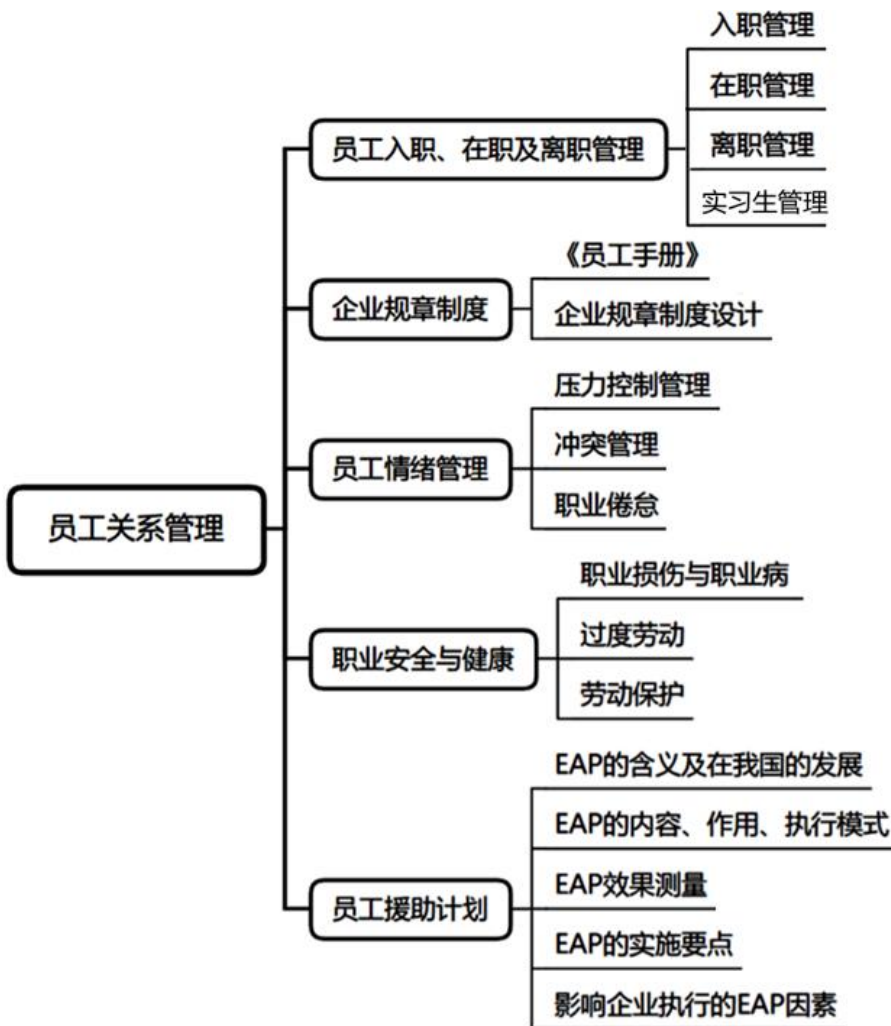 员工关系管理
员工入职、在职及离职管理
入职管理
在职管理
离职管理
实习生管理
企业规章制度
《员工手册》
企业规章制度设计
员工情绪管理
压力控制管理
冲突管理
职业倦怠
职业安全与健康
职业损伤与职业病
过度劳动
劳动保护
员工援助计划
EAP的含义及在我国的发展
EAP的内容、作用、执行模式
EAP效果测量
EAP的实施要点
影响企业执行的EAP因素